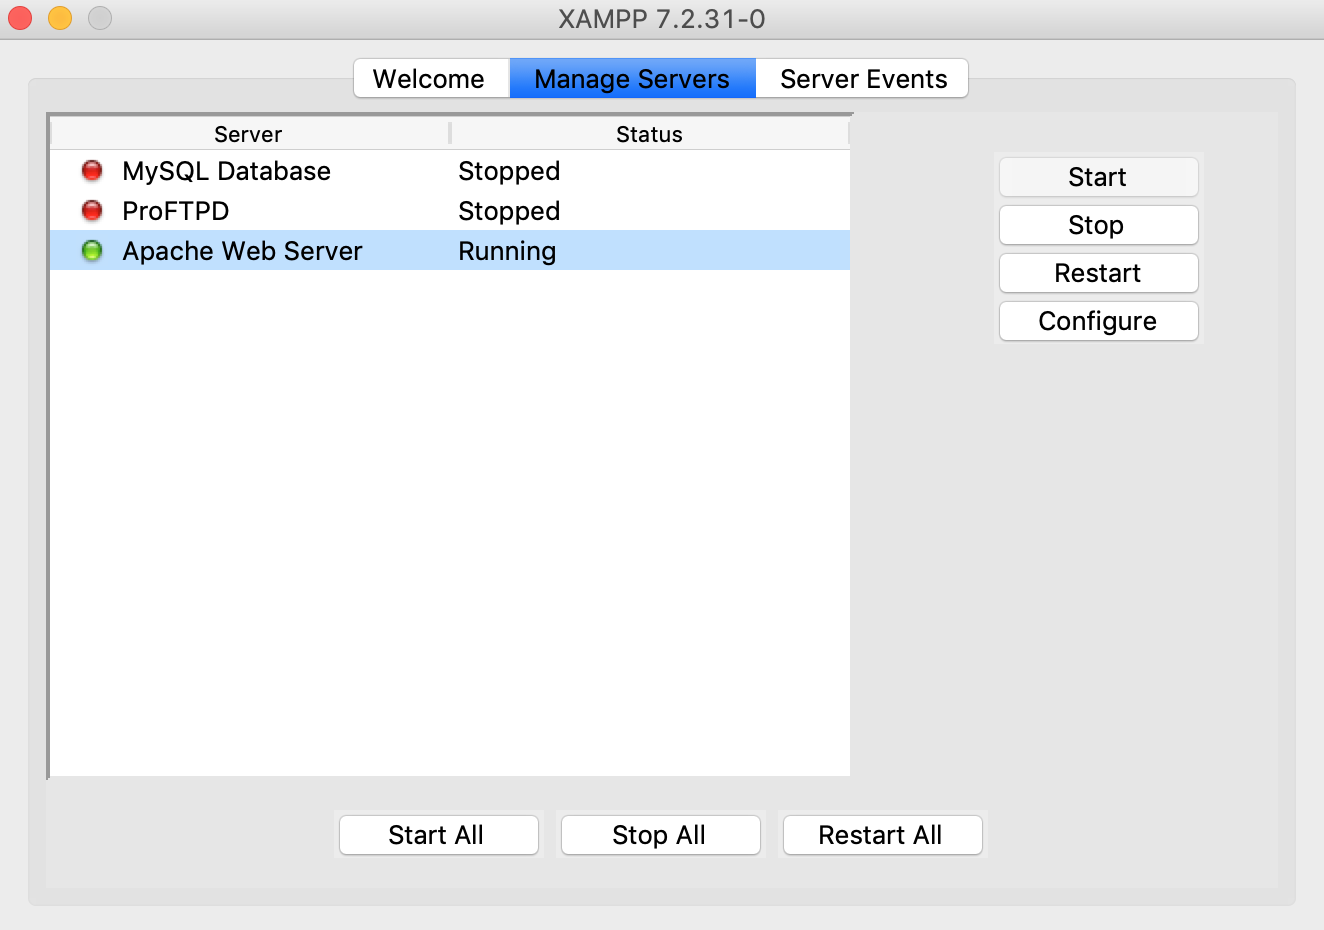 XAMPP 7.2.31-0
Welcome Manage Servers Server Events
Server Status
MySQL Database Stopped
ProFTPD Stopped
Apache Web Server Running
Start
Stop
Restart
Configure
Start All Stop All Restart All